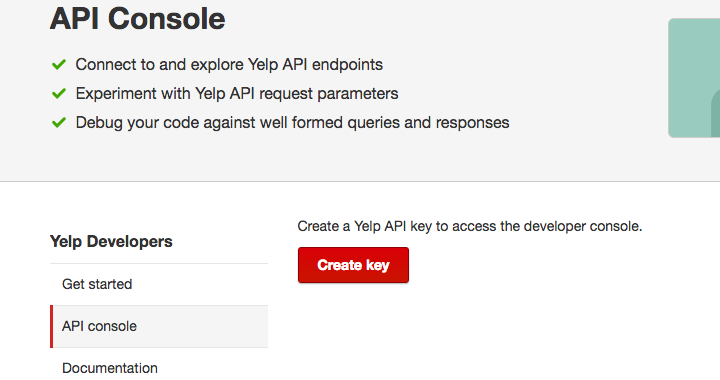 API Console
Connect to and explore Yelp API endpoints
Experiment with Yelp API request parameters
Debug your code against well formed queries and responses
Yelp Developers
Get started
API console
Documentation
Create a Yelp API key to access the developer console.
Create key